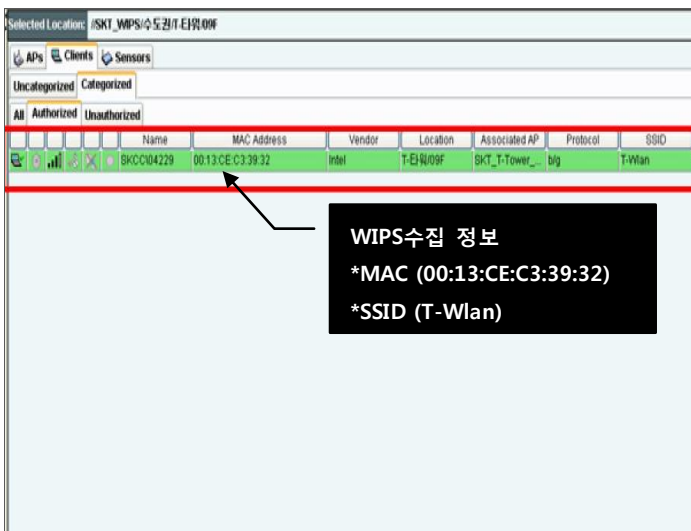 Selected Location: //SKT_WIPS/수도권/T-타워/09F
APs Clients Sensors
Uncategorized Categorized
All Authorized Unauthorized
Name MAC Address Vendor Location Associated AP Protocol SSID
SKCC\04229 00:13:CE:C3:39:32 Intel T-타워/09F SKT_T-Tower_... b/g T-Wlan
WIPS수집 정보
*MAC (00:13:CE:C3:39:32)
*SSID (T-Wlan)